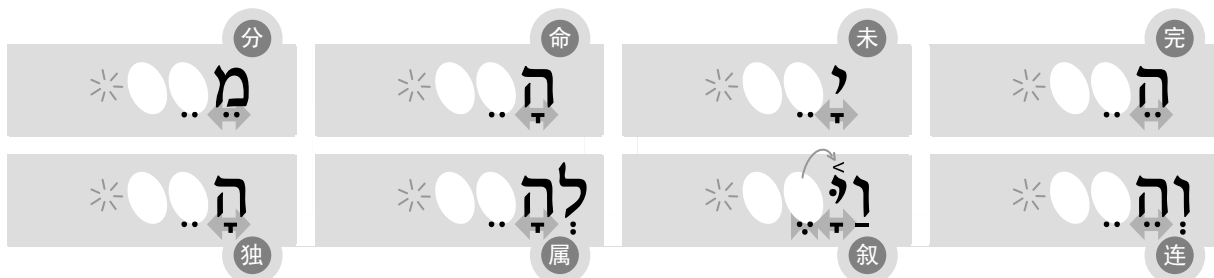 分 命 未 完
מֵ הָ יָ הֵ
הָ לְהָ וַיָּ וְהֵ
独 属 叙 连